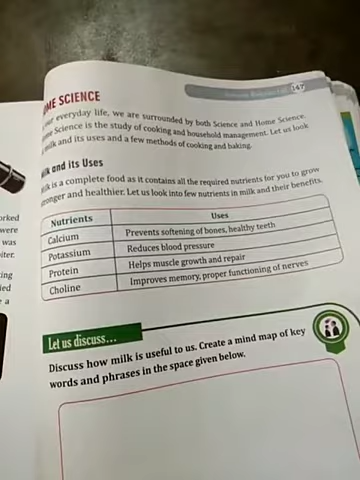 147
OME SCIENCE
our everyday life, we are surrounded by both Science and Home Science.
me Science is the study of cooking and household management. Let us look
milk and its uses and a few methods of cooking and baking.
ilk and its Uses
ilk is a complete food as it contains all the required nutrients for you to grow
ronger and healthier. Let us look into few nutrients in milk and their benefits.
Nutrients Uses
Calcium Prevents softening of bones, healthy teeth
Potassium Reduces blood pressure
Protein Helps muscle growth and repair
Choline Improves memory, proper functioning of nerves
Let us discuss...
Discuss how milk is useful to us. Create a mind map of key
words and phrases in the space given below.
orked
were
was
iter.
ing
ied
e a